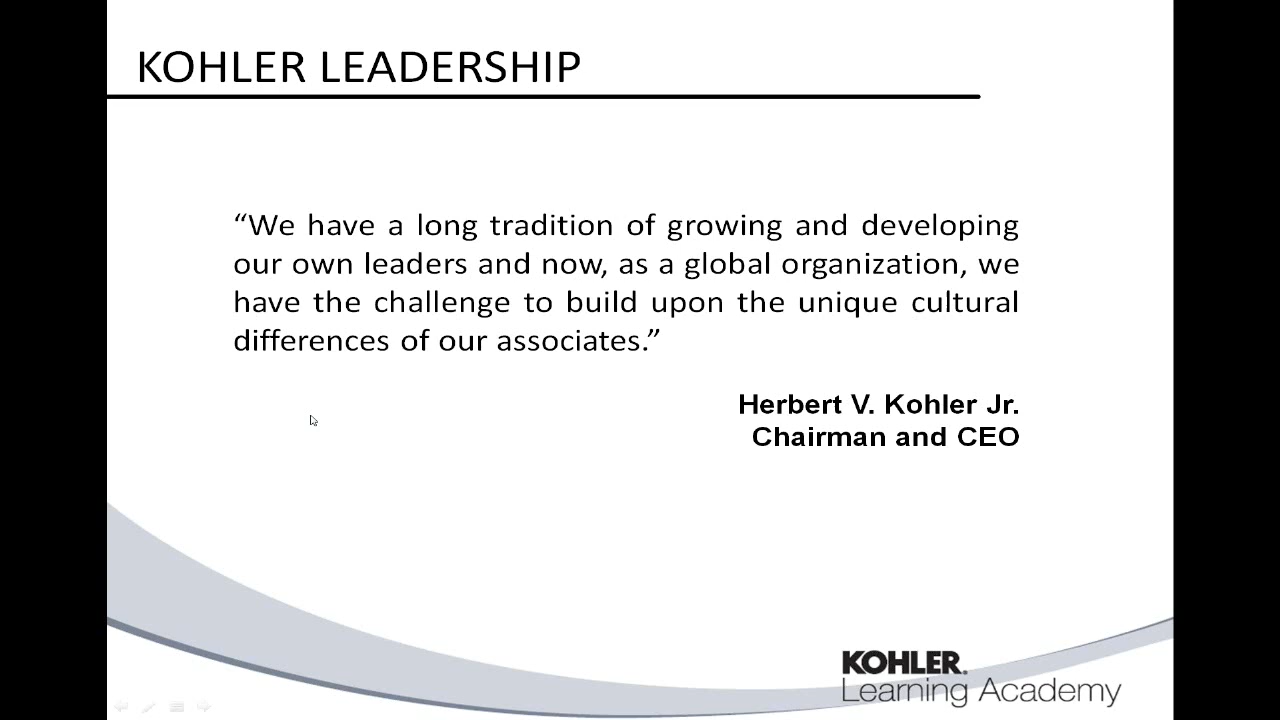 KOHLER LEADERSHIP
“We have a long tradition of growing and developing
our own leaders and now, as a global organization, we
have the challenge to build upon the unique cultural
differences of our associates.”
Herbert V. Kohler Jr.
Chairman and CEO
KOHLER.
Learning Academy